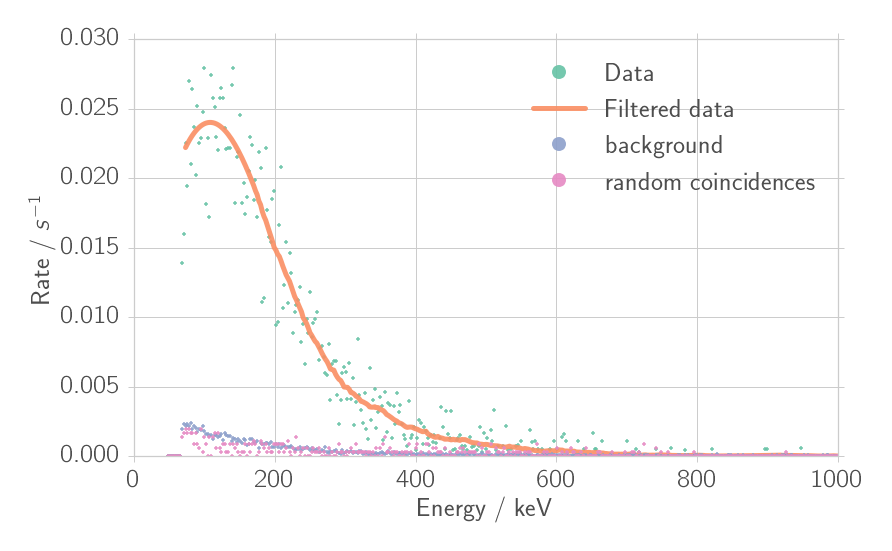 0.030
0.025
0.020
0.015
0.010
0.005
0.000
Rate / s⁻¹
Data
Filtered data
background
random coincidences
0 200 400 600 800 1000
Energy / keV